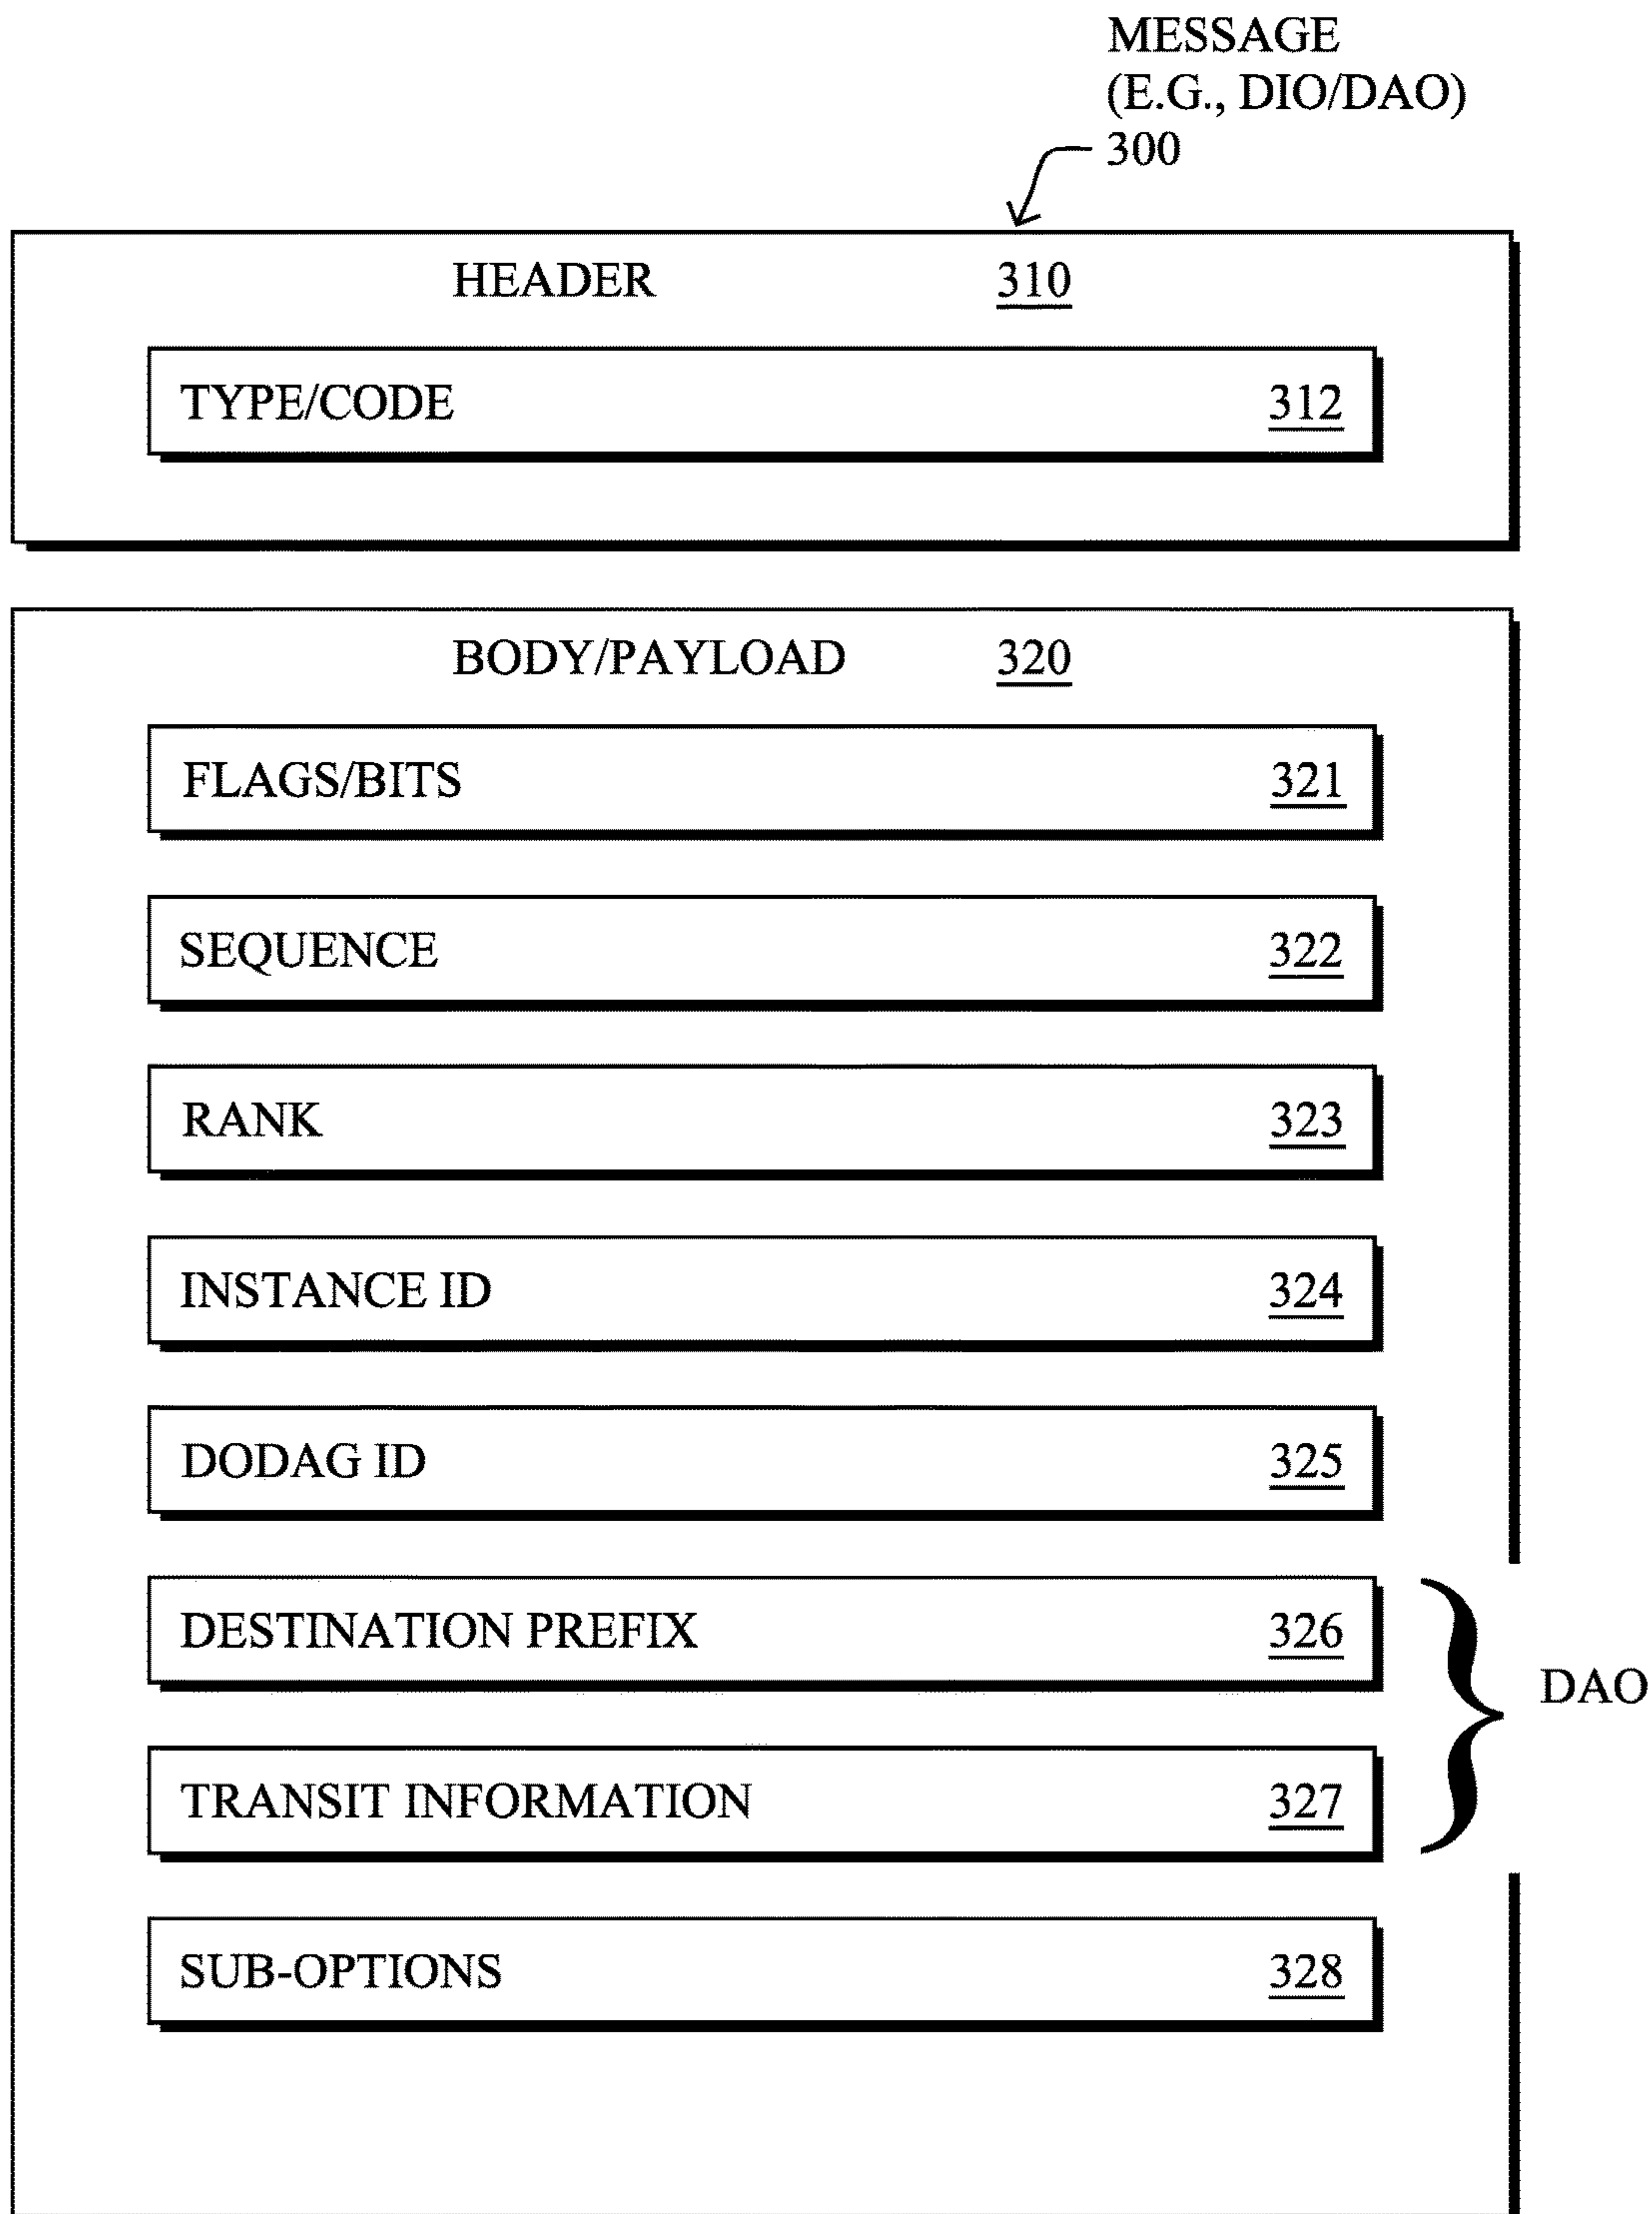 MESSAGE
(E.G., DIO/DAO)
300
HEADER 310
TYPE/CODE 312
BODY/PAYLOAD 320
FLAGS/BITS 321
SEQUENCE 322
RANK 323
INSTANCE ID 324
DODAG ID 325
DESTINATION PREFIX 326
DAO
TRANSIT INFORMATION 327
SUB-OPTIONS 328